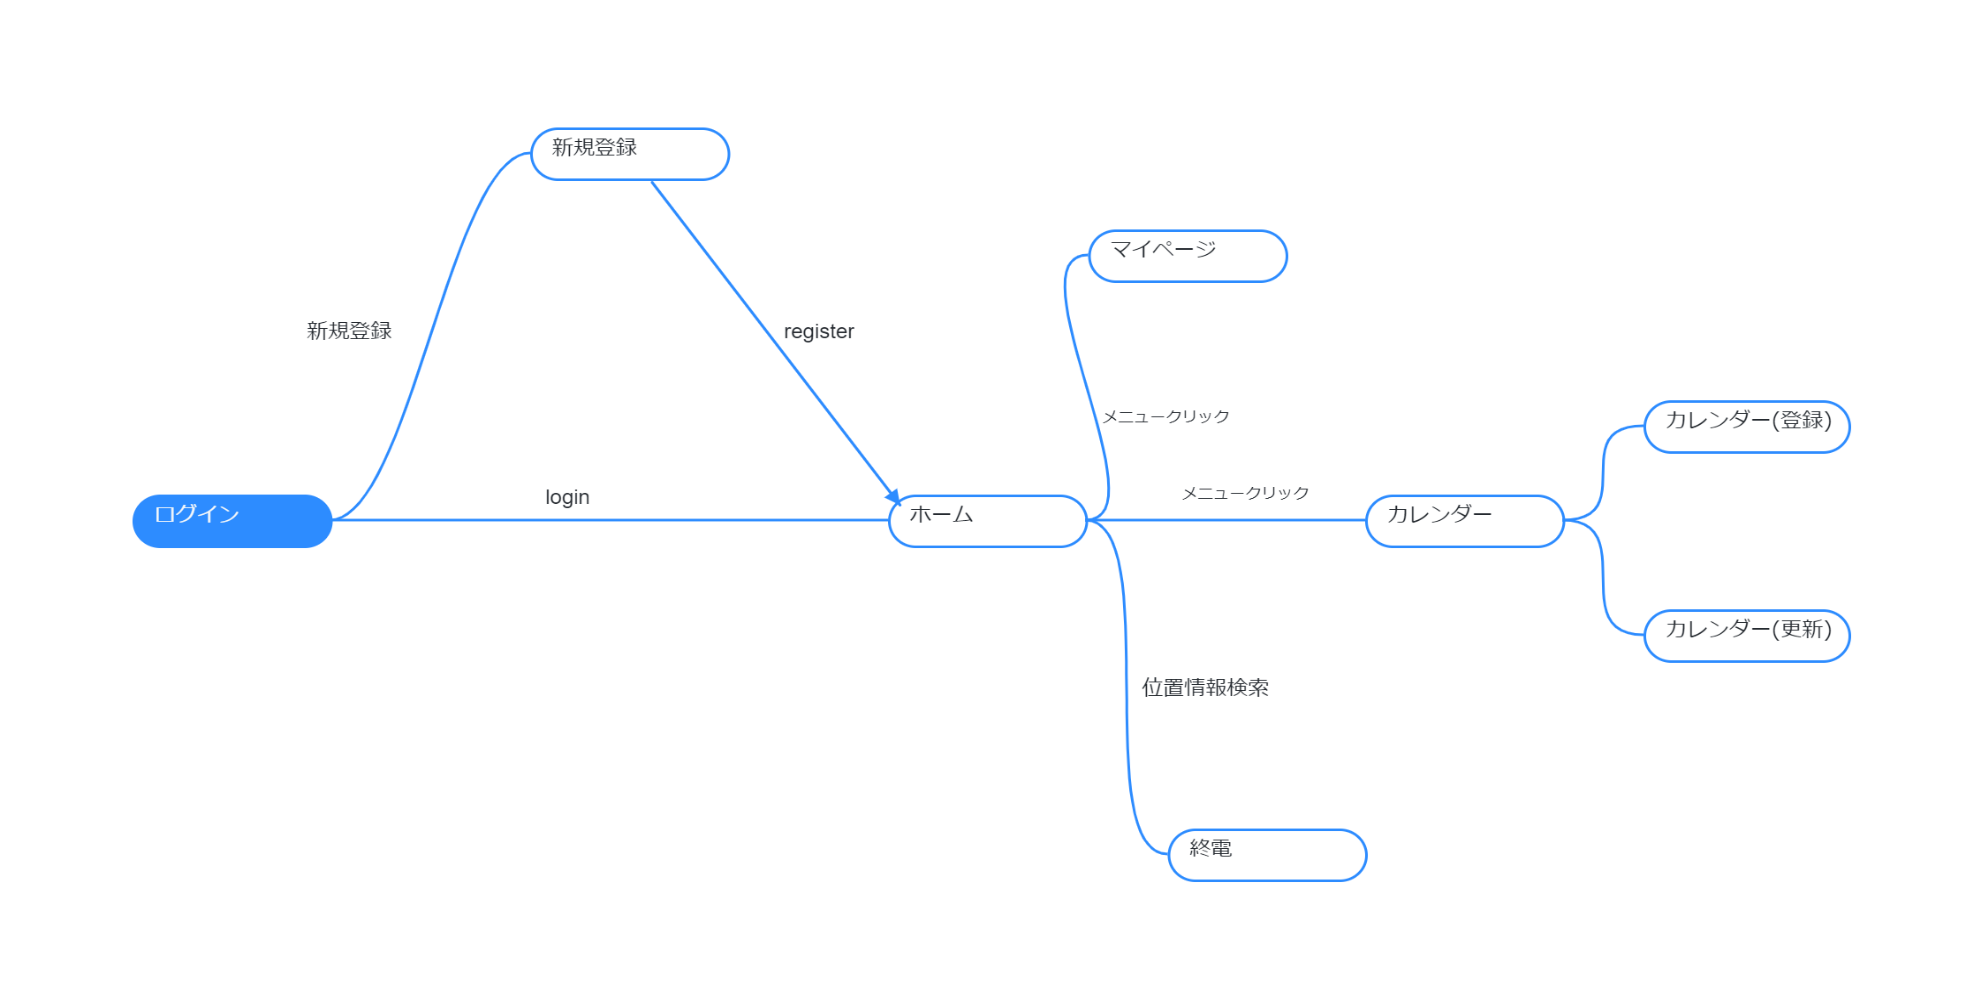 新規登録
マイページ
新規登録
register
メニュークリック
カレンダー(登録)
ログイン
login
ホーム
メニュークリック
カレンダー
カレンダー(更新)
位置情報検索
終電